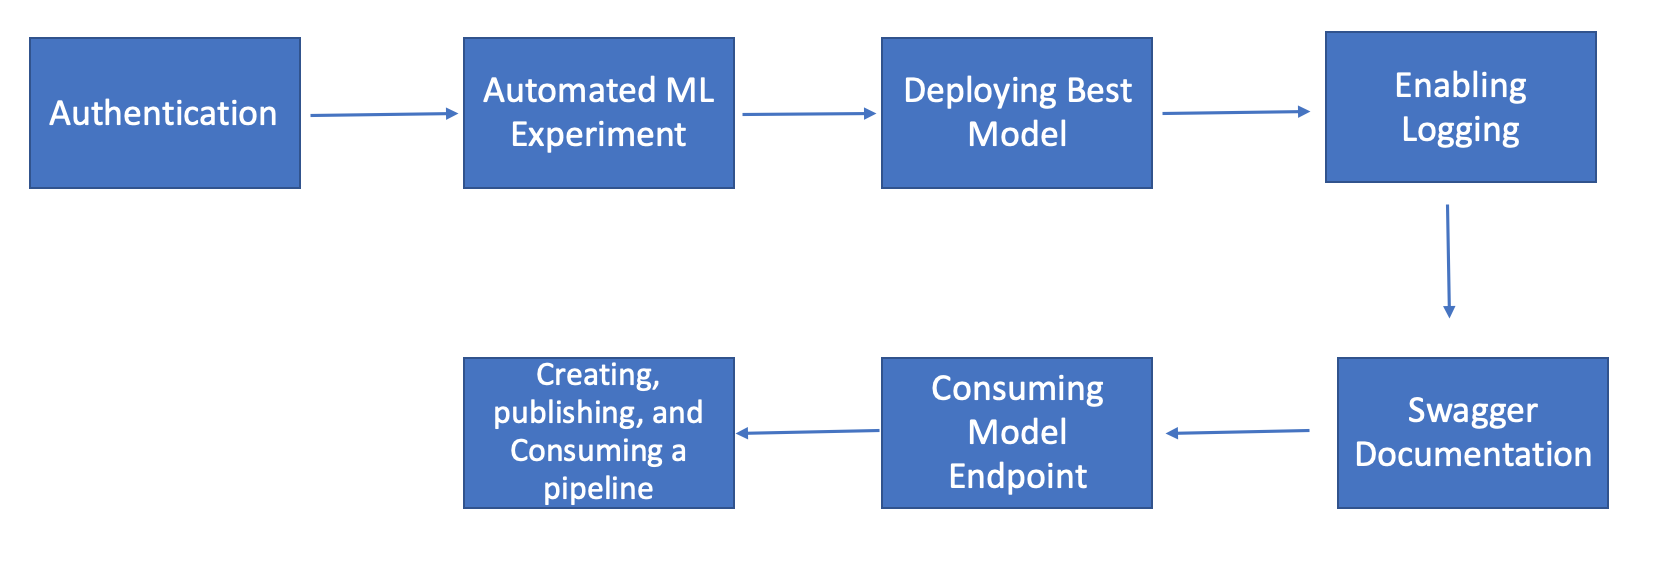 Authentication
Automated ML
Experiment
Deploying Best
Model
Enabling
Logging
Swagger
Documentation
Consuming
Model
Endpoint
Creating,
publishing, and
Consuming a
pipeline